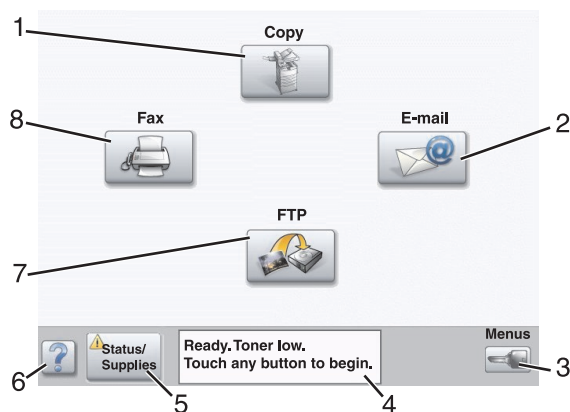 1
Copy
8
Fax
E-mail
2
FTP
7
Menus
Status/
Supplies
Ready. Toner low.
Touch any button to begin.
3
6
5
4